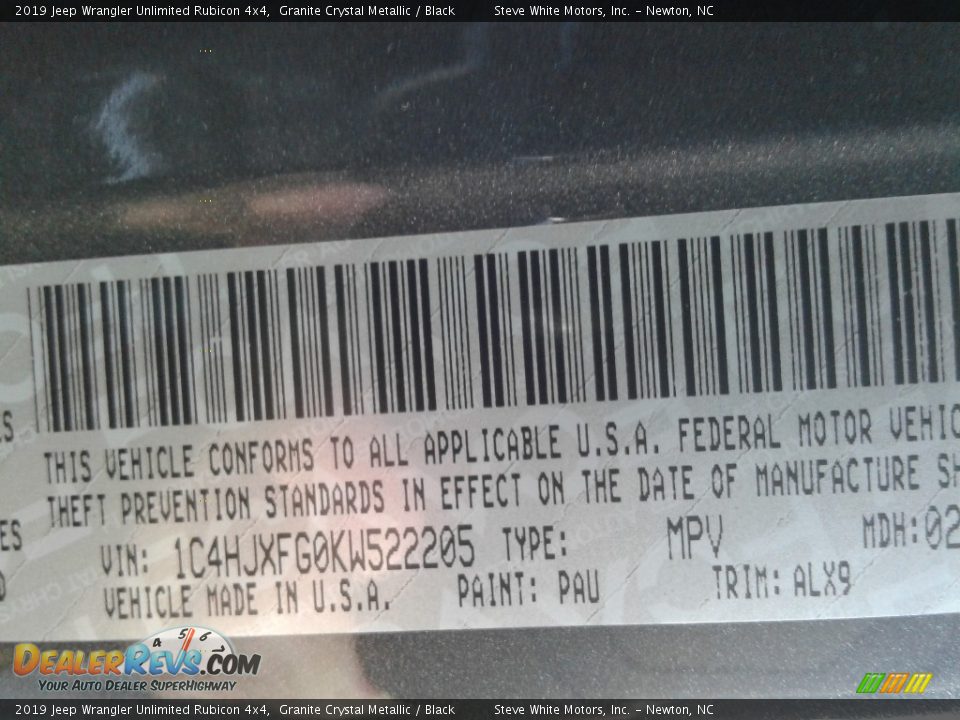 2019 Jeep Wrangler Unlimited Rubicon 4x4, Granite Crystal Metallic / Black Steve White Motors, Inc. - Newton, NC
THIS VEHICLE CONFORMS TO ALL APPLICABLE U.S.A. FEDERAL MOTOR VEHIC
THEFT PREVENTION STANDARDS IN EFFECT ON THE DATE OF MANUFACTURE SH
VIN: 1C4HJXFG0KW522205 TYPE: MPV MDH:02
VEHICLE MADE IN U.S.A. PAINT: PAU TRIM: ALX9
4 5 6
DEALERREVS.COM
YOUR AUTO DEALER SUPERHIGHWAY
2019 Jeep Wrangler Unlimited Rubicon 4x4, Granite Crystal Metallic / Black Steve White Motors, Inc. - Newton, NC